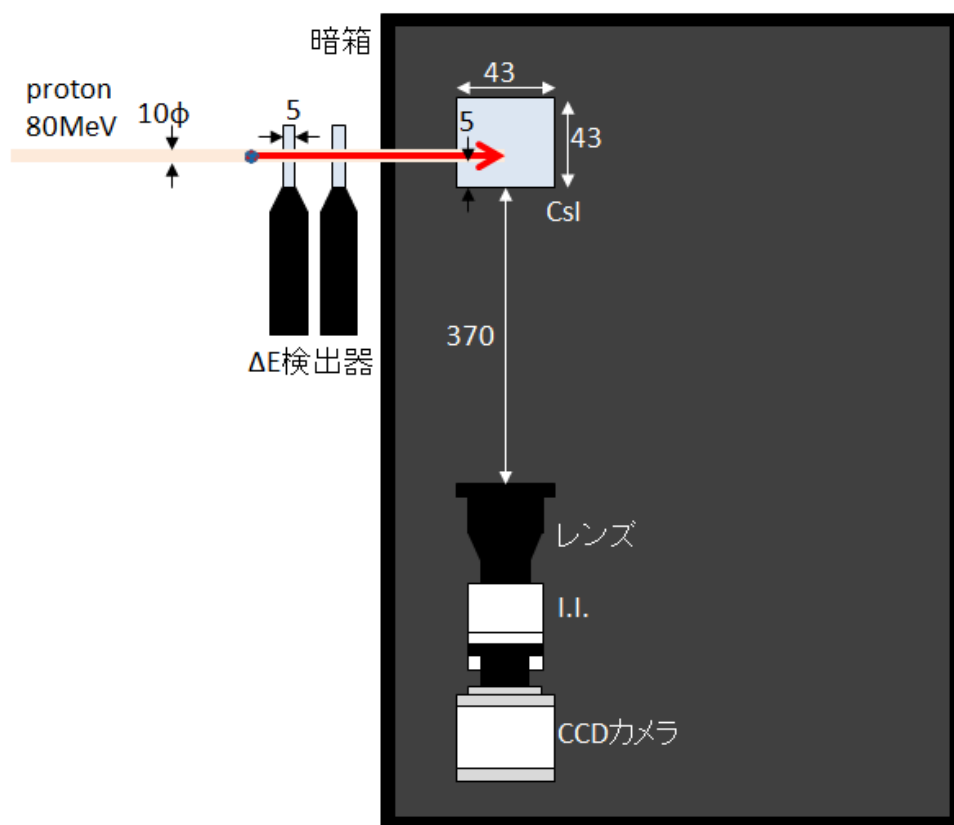 暗箱
proton
80MeV
10ϕ
5
43
5
43
CsI
370
ΔE検出器
レンズ
I.I.
CCDカメラ